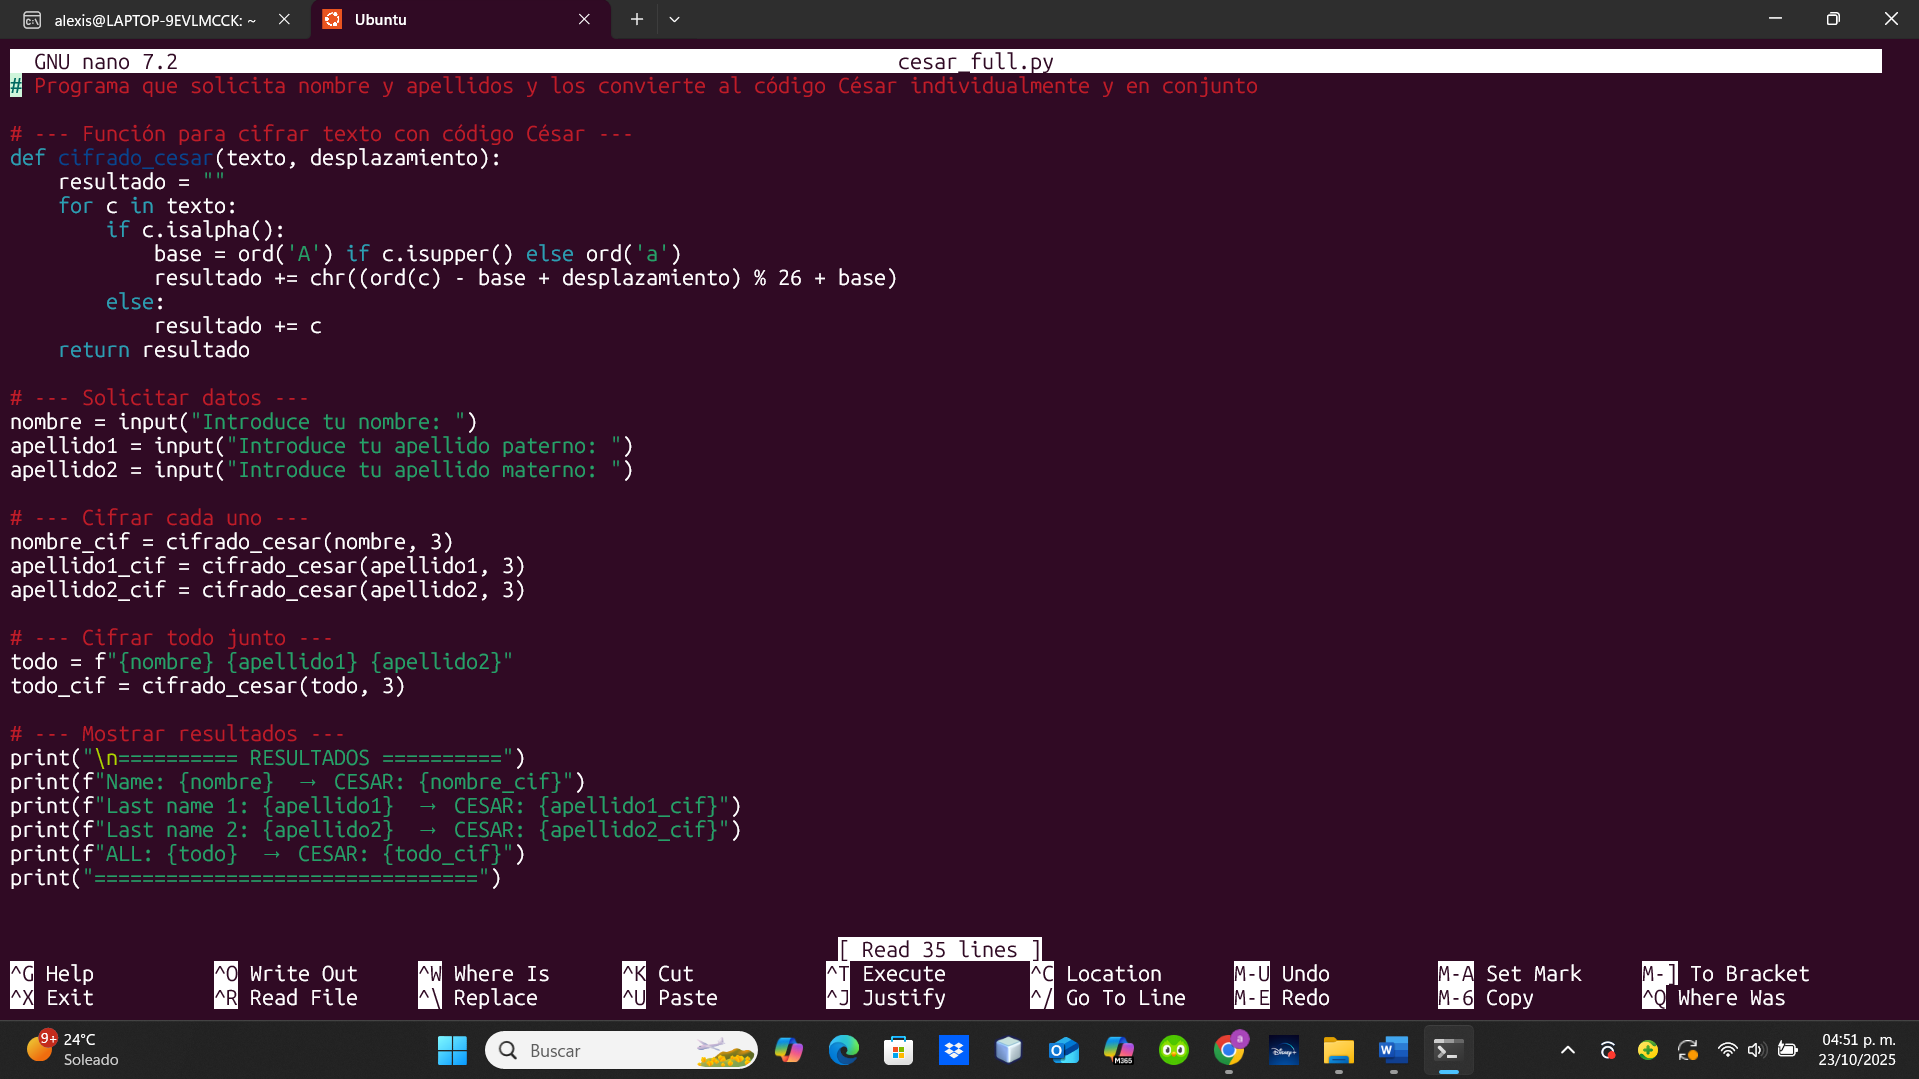 alexis@LAPTOP-9EVLMCCK: ~
Ubuntu
GNU nano 7.2 cesar_full.py
# Programa que solicita nombre y apellidos y los convierte al código César individualmente y en conjunto

# --- Función para cifrar texto con código César ---
def cifrado_cesar(texto, desplazamiento):
    resultado = ""
    for c in texto:
        if c.isalpha():
            base = ord('A') if c.isupper() else ord('a')
            resultado += chr((ord(c) - base + desplazamiento) % 26 + base)
        else:
            resultado += c
    return resultado

# --- Solicitar datos ---
nombre = input("Introduce tu nombre: ")
apellido1 = input("Introduce tu apellido paterno: ")
apellido2 = input("Introduce tu apellido materno: ")

# --- Cifrar cada uno ---
nombre_cif = cifrado_cesar(nombre, 3)
apellido1_cif = cifrado_cesar(apellido1, 3)
apellido2_cif = cifrado_cesar(apellido2, 3)

# --- Cifrar todo junto ---
todo = f"{nombre} {apellido1} {apellido2}"
todo_cif = cifrado_cesar(todo, 3)

# --- Mostrar resultados ---
print("\n========== RESULTADOS ==========")
print(f"Name: {nombre}  → CESAR: {nombre_cif}")
print(f"Last name 1: {apellido1}  → CESAR: {apellido1_cif}")
print(f"Last name 2: {apellido2}  → CESAR: {apellido2_cif}")
print(f"ALL: {todo}  → CESAR: {todo_cif}")
print("================================")
[ Read 35 lines ]
^G Help ^O Write Out ^W Where Is ^K Cut ^T Execute ^C Location M-U Undo M-A Set Mark M-] To Bracket
^X Exit ^R Read File ^\ Replace ^U Paste ^J Justify ^/ Go To Line M-E Redo M-6 Copy ^Q Where Was
9+
24°C
Soleado
Buscar
M365
Disney+
a
04:51 p. m.
23/10/2025